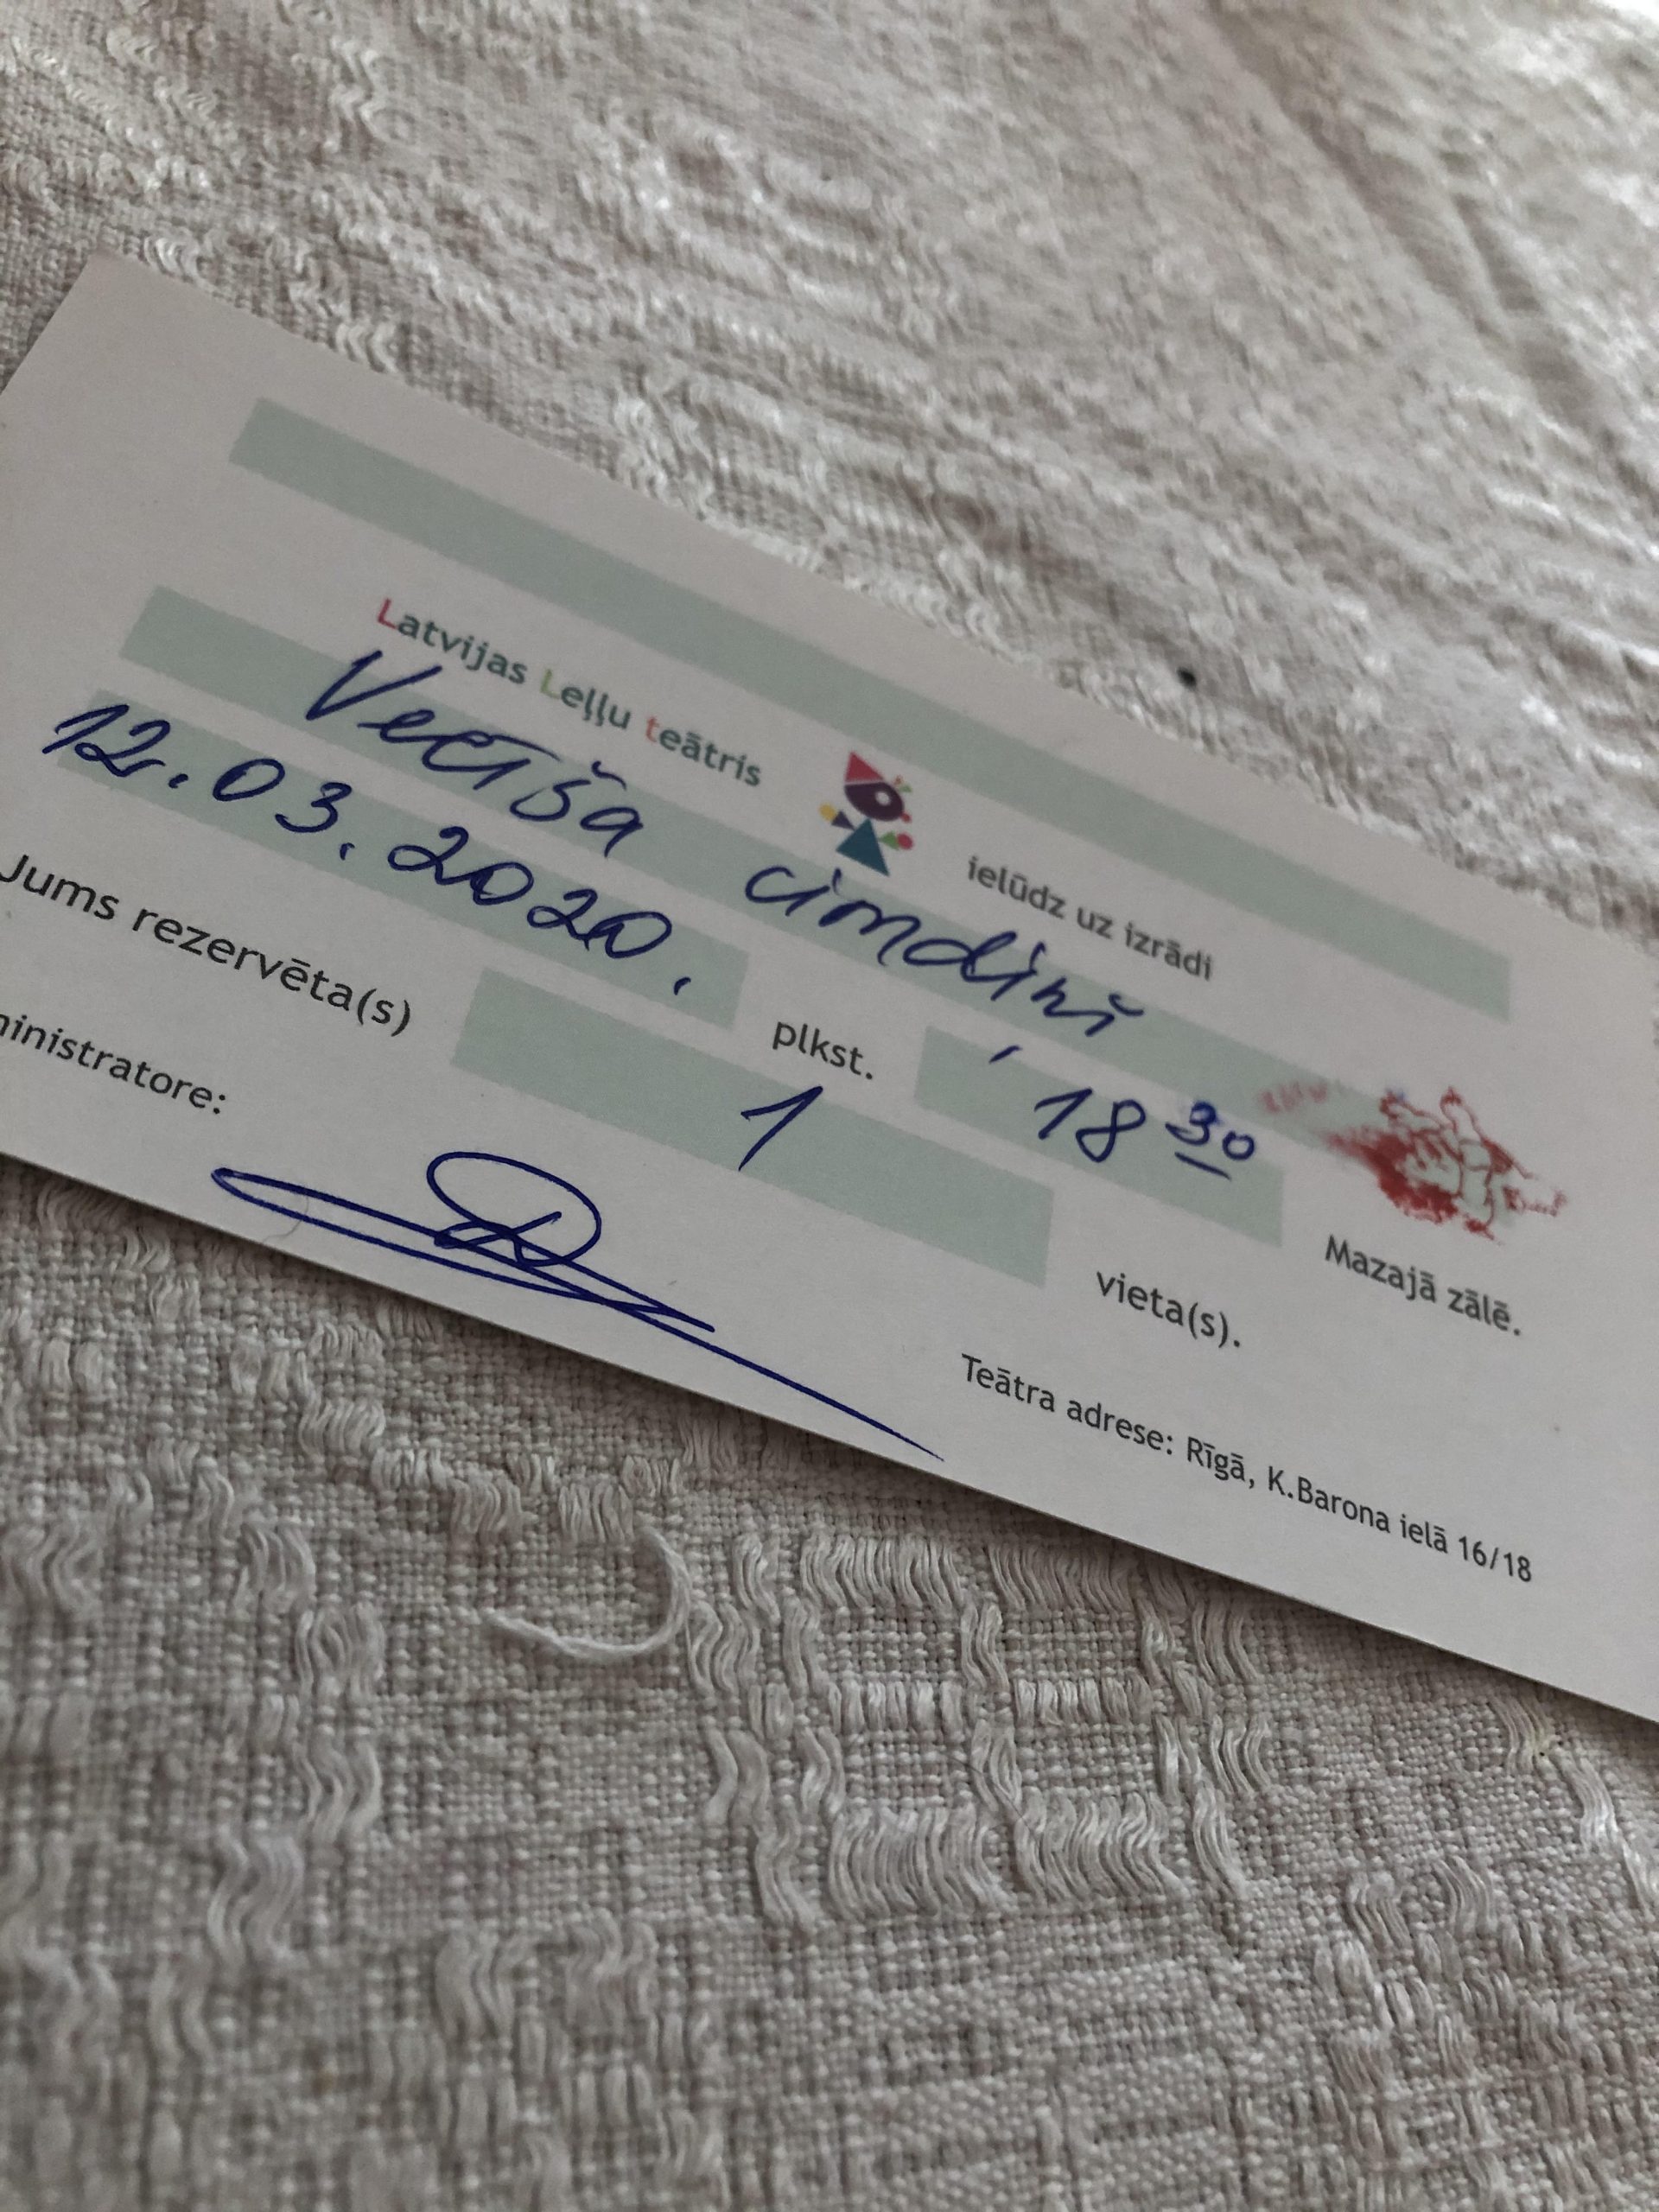 Latvijas Leļļu teātris ielūdz uz izrādi
Vecīša cimdiņī
12.03.2020. plkst. 18 30 Mazajā zālē.
Jums rezervēta(s) 1 vieta(s).
ministratore:
Teātra adrese: Rīgā, K.Barona ielā 16/18